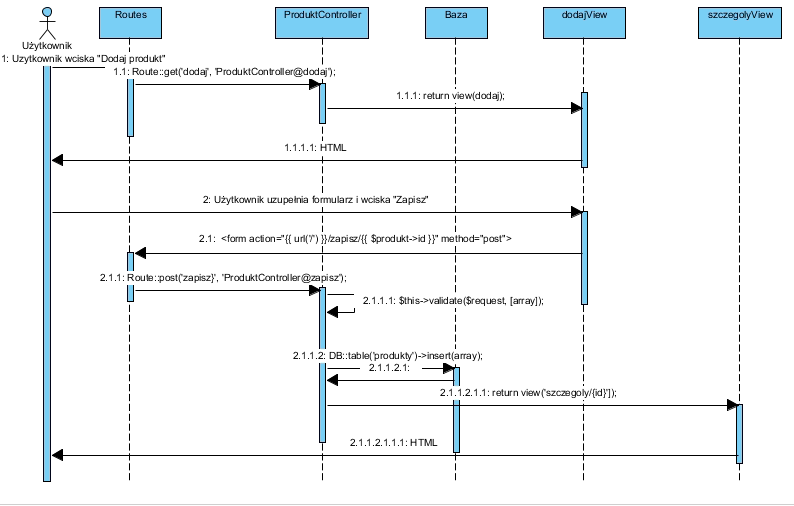 Routes
ProduktController
Baza
dodajView
szczegolyView
Użytkownik
1: Uzytkownik wciska "Dodaj produkt"
1.1: Route::get('dodaj', 'ProduktController@dodaj');
1.1.1: return view(dodaj);
1.1.1.1: HTML
2: Użytkownik uzupełnia formularz i wciska "Zapisz"
2.1: <form action="{{ url('/') }}/zapisz/{{ $produkt->id }}" method="post">
2.1.1: Route::post('zapisz}', 'ProduktController@zapisz');
2.1.1.1: $this->validate($request, [array]);
2.1.1.2: DB::table('produkty')->insert(array);
2.1.1.2.1:
2.1.1.2.1.1: return view('szczegoly/{id}']);
2.1.1.2.1.1.1: HTML